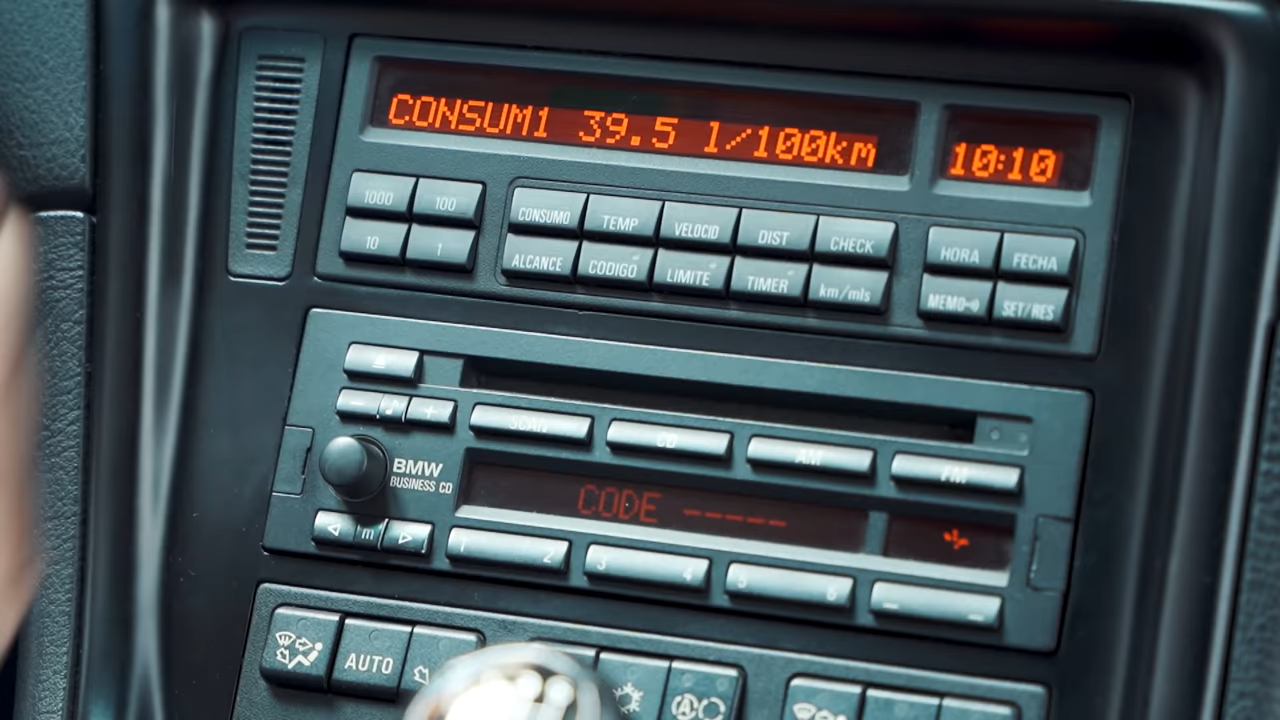 CONSUM1 39.5 l/100km 10:10
1000 100 CONSUMO TEMP VELOCID DIST CHECK HORA FECHA
10 1 ALCANCE CODIGO LIMITE TIMER km/mls MEMO SET/RES
- + SCAN CD AM FM
BMW
BUSINESS CD
CODE -----
m 1 2 3 4 5 6
AUTO
A